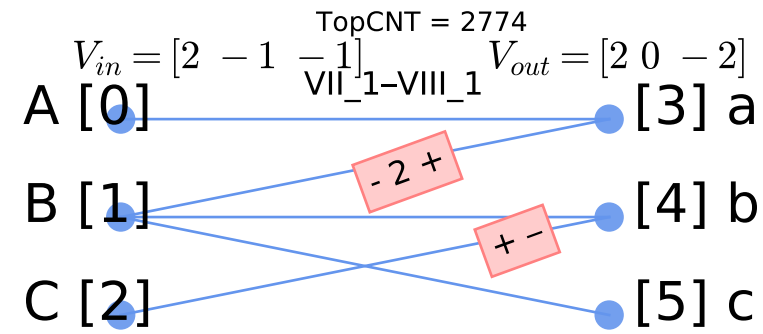 TopCNT = 2774
V_in = [2 −1 −1] V_out = [2 0 −2]
VII_1–VIII_1
A [0] [3] a
- 2 +
B [1] [4] b
+ −
C [2] [5] c